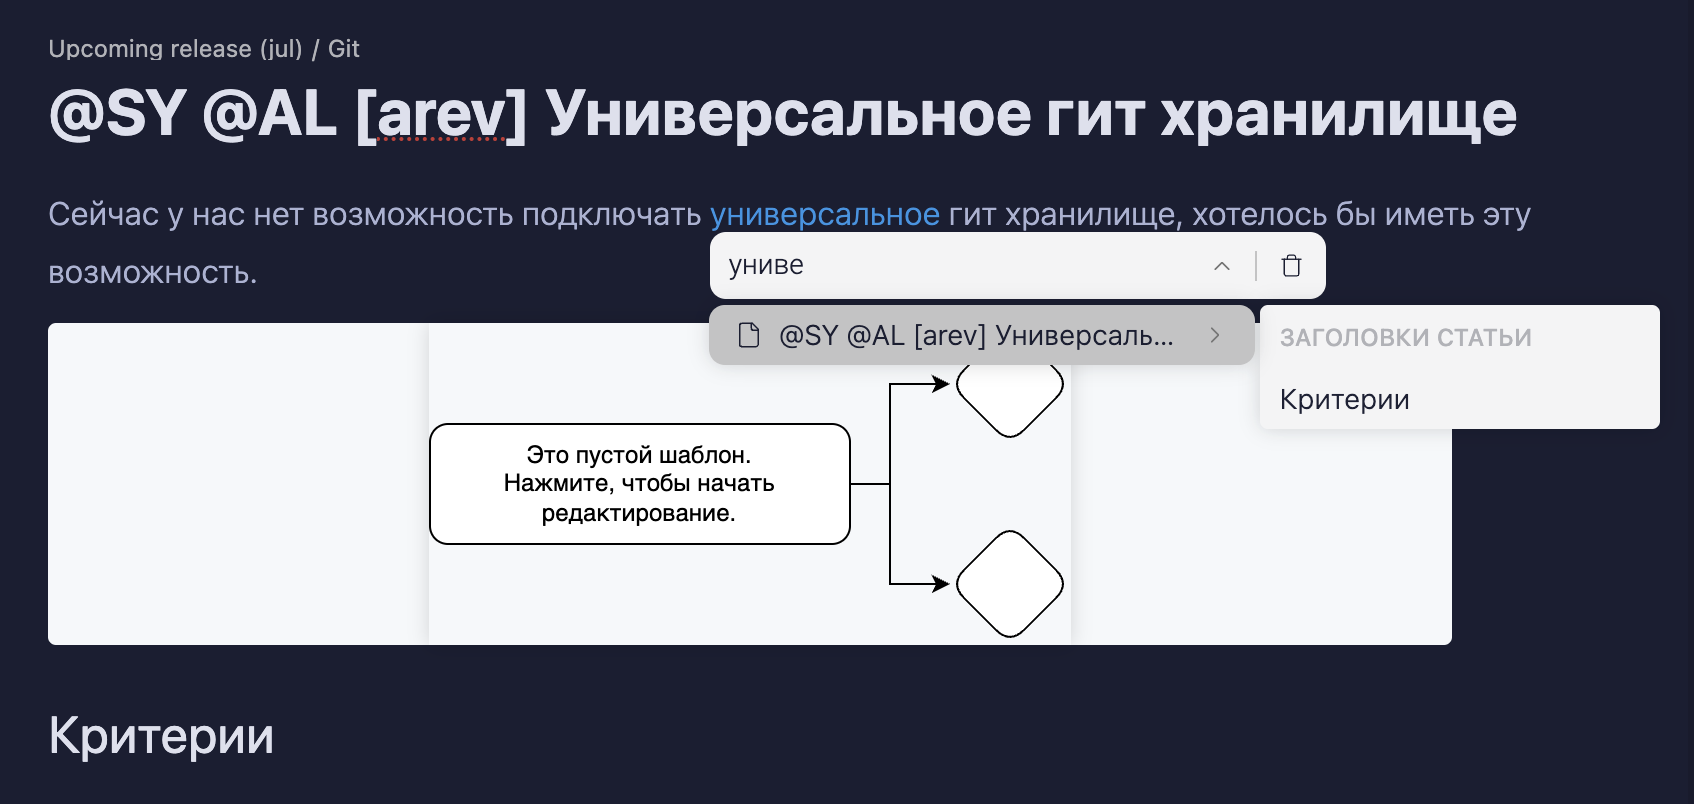 Upcoming release (jul) / Git
@SY @AL [arev] Универсальное гит хранилище
Сейчас у нас нет возможность подключать универсальное гит хранилище, хотелось бы иметь эту
возможность.
униве
@SY @AL [arev] Универсаль...
ЗАГОЛОВКИ СТАТЬИ
Критерии
Это пустой шаблон.
Нажмите, чтобы начать
редактирование.
Критерии